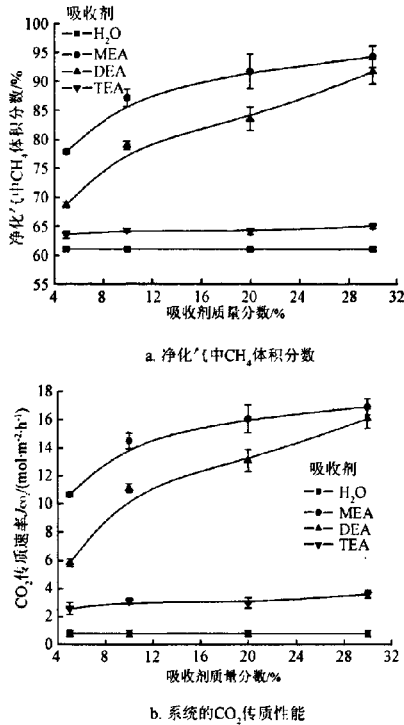 吸收剂
H₂O
MEA
DEA
TEA
净化气中CH₄体积分数/%
100
95
90
85
80
75
70
65
60
55
4 8 12 16 20 24 28 32
吸收剂质量分数/%
a. 净化气中CH₄体积分数
CO₂传质速率J_CO₂/(mol·m⁻²·h⁻¹)
18
16
14
12
10
8
6
4
2
0
吸收剂
H₂O
MEA
DEA
TEA
4 8 12 16 20 24 28 32
吸收剂质量分数/%
b. 系统的CO₂传质性能